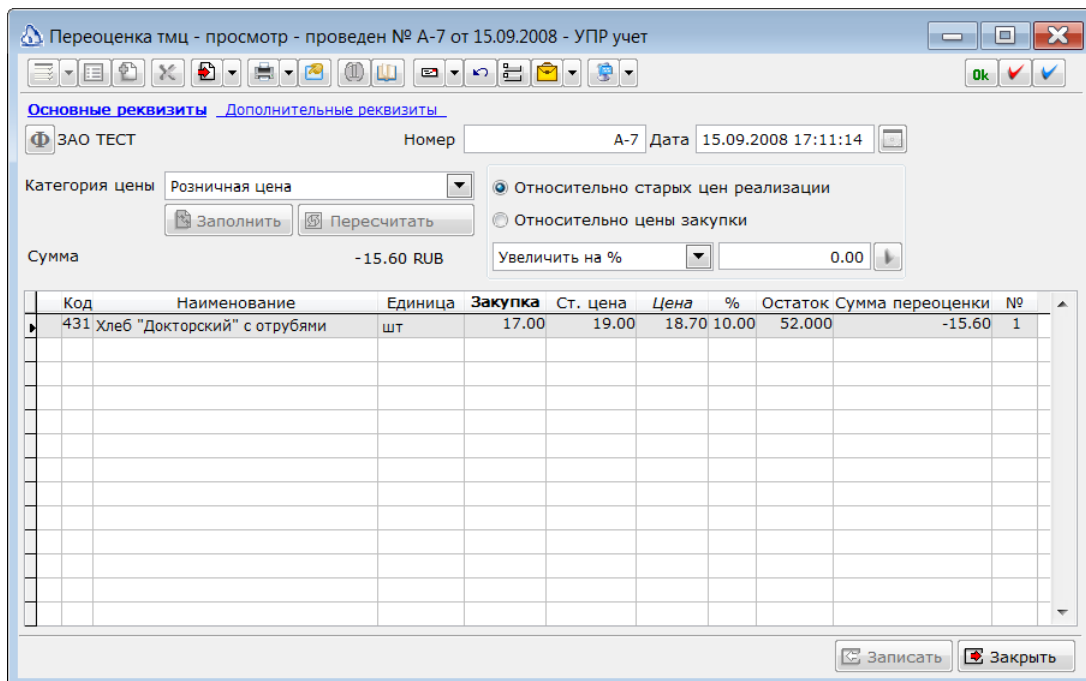 Переоценка тмц - просмотр - проведен № А-7 от 15.09.2008 - УПР учет
Ok
Основные реквизиты Дополнительные реквизиты
Ф ЗАО ТЕСТ Номер А-7 Дата 15.09.2008 17:11:14
Категория цены Розничная цена
Относительно старых цен реализации
Заполнить Пересчитать
Относительно цены закупки
Сумма -15.60 RUB
Увеличить на % 0.00
Код Наименование Единица Закупка Ст. цена Цена % Остаток Сумма переоценки №
431 Хлеб "Докторский" с отрубями шт 17.00 19.00 18.70 10.00 52.000 -15.60 1
Записать Закрыть